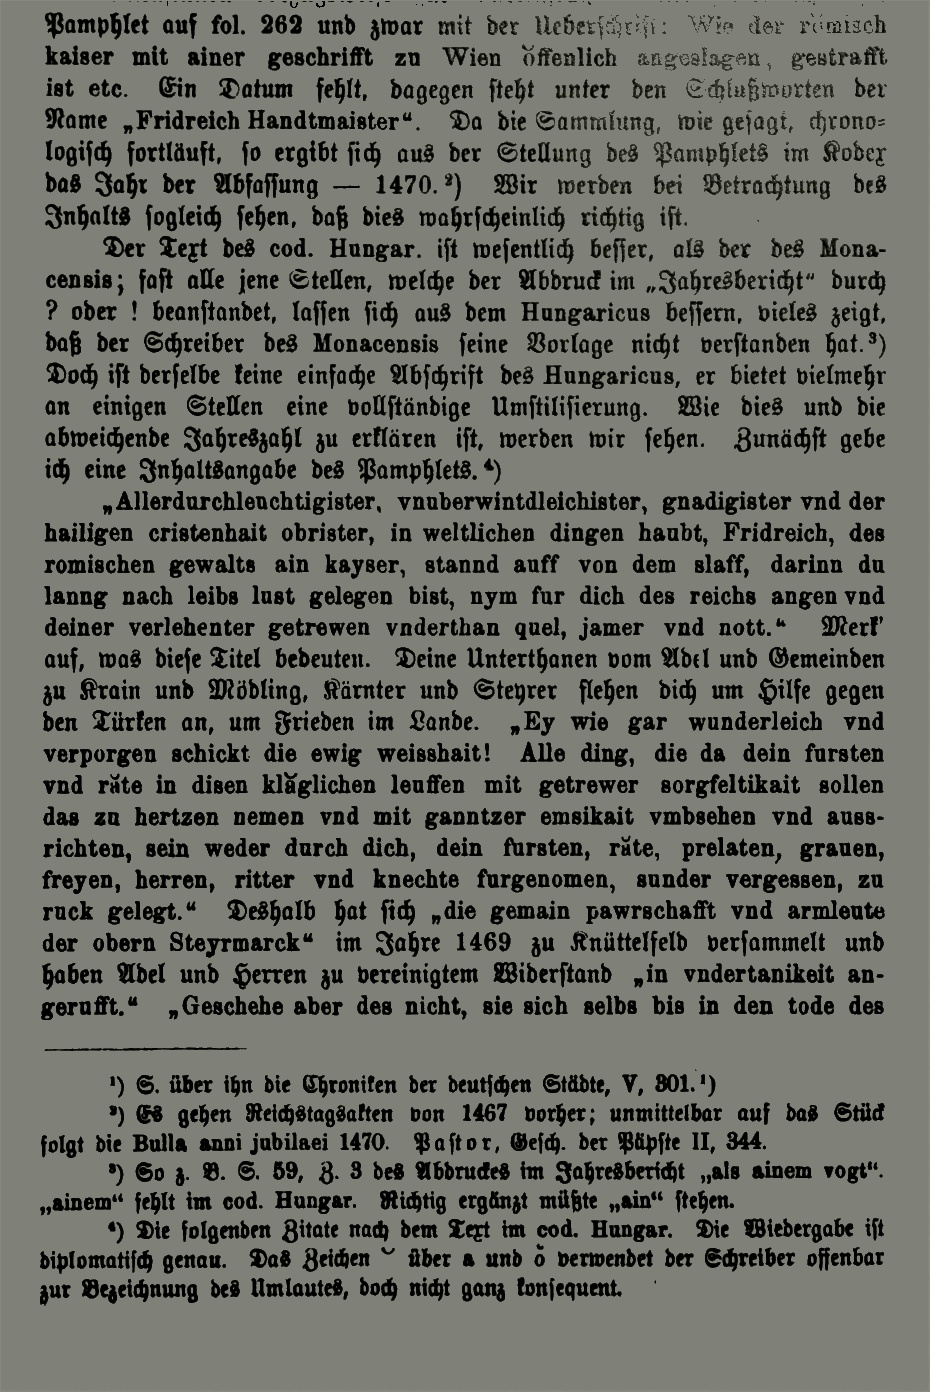 Pamphlet auf fol. 262 und zwar mit der Ueberschrift: Wie der römisch
kaiser mit ainer geschrifft zu Wien öffenlich angeslagen, gestrafft
ist etc. Ein Datum fehlt, dagegen steht unter den Schlußworten der
Name „Fridreich Handtmaister“. Da die Sammlung, wie gesagt, chrono-
logisch fortläuft, so ergibt sich aus der Stellung des Pamphlets im Kodex
das Jahr der Abfassung — 1470.²) Wir werden bei Betrachtung des
Inhalts sogleich sehen, daß dies wahrscheinlich richtig ist.
Der Text des cod. Hungar. ist wesentlich besser, als der des Mona-
censis; fast alle jene Stellen, welche der Abdruck im „Jahresbericht“ durch
? oder ! beanstandet, lassen sich aus dem Hungaricus bessern, vieles zeigt,
daß der Schreiber des Monacensis seine Vorlage nicht verstanden hat.³)
Doch ist derselbe keine einfache Abschrift des Hungaricus, er bietet vielmehr
an einigen Stellen eine vollständige Umstilisierung. Wie dies und die
abweichende Jahreszahl zu erklären ist, werden wir sehen. Zunächst gebe
ich eine Inhaltsangabe des Pamphlets.⁴)
„Allerdurchleuchtigister, vnuberwintdleichister, gnadigister vnd der
hailigen cristenhait obrister, in weltlichen dingen haubt, Fridreich, des
romischen gewalts ain kayser, stannd auff von dem slaff, darinn du
lanng nach leibs lust gelegen bist, nym fur dich des reichs angen vnd
deiner verlehenter getrewen vnderthan quel, jamer vnd nott.“ Merk’
auf, was diese Titel bedeuten. Deine Unterthanen vom Adel und Gemeinden
zu Krain und Mödling, Kärnter und Steyrer flehen dich um Hilfe gegen
den Türken an, um Frieden im Lande. „Ey wie gar wunderleich vnd
verporgen schickt die ewig weisshait! Alle ding, die da dein fursten
vnd răte in disen klăglichen leuffen mit getrewer sorgfeltikait sollen
das zu hertzen nemen vnd mit ganntzer emsikait vmbsehen vnd auss-
richten, sein weder durch dich, dein fursten, răte, prelaten, grauen,
freyen, herren, ritter vnd knechte furgenomen, sunder vergessen, zu
ruck gelegt.“ Deshalb hat sich „die gemain pawrschafft vnd armleute
der obern Steyrmarck“ im Jahre 1469 zu Knüttelfeld versammelt und
haben Adel und Herren zu vereinigtem Widerstand „in vndertanikeit an-
gerufft.“ „Geschehe aber des nicht, sie sich selbs bis in den tode des
¹) S. über ihn die Chroniken der deutschen Städte, V, 301.¹)
²) Es gehen Reichstagsakten von 1467 vorher; unmittelbar auf das Stück
folgt die Bulla anni jubilaei 1470. Pastor, Gesch. der Päpste II, 344.
³) So z. B. S. 59, Z. 3 des Abdruckes im Jahresbericht „als ainem vogt“.
„ainem“ fehlt im cod. Hungar. Richtig ergänzt müßte „ain“ stehen.
⁴) Die folgenden Zitate nach dem Text im cod. Hungar. Die Wiedergabe ist
diplomatisch genau. Das Zeichen ˘ über a und ŏ verwendet der Schreiber offenbar
zur Bezeichnung des Umlautes, doch nicht ganz konsequent.